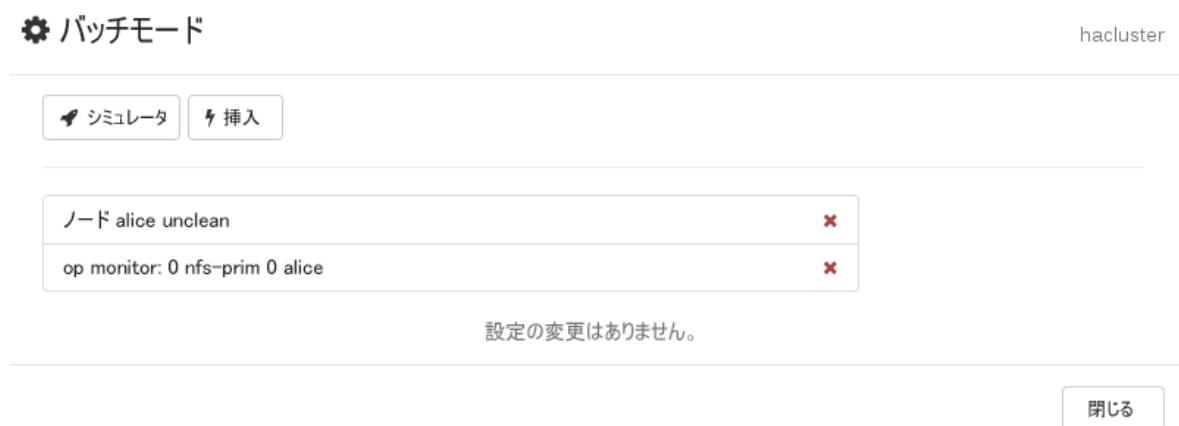 バッチモード
hacluster
シミュレータ
挿入
ノード alice unclean
op monitor: 0 nfs-prim 0 alice
設定の変更はありません。
閉じる